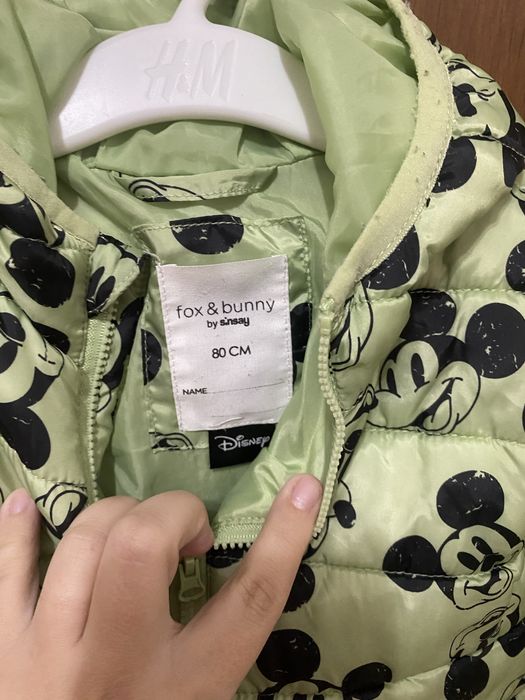 H&M
fox & bunny
by sinsay
80 CM
NAME
Disney